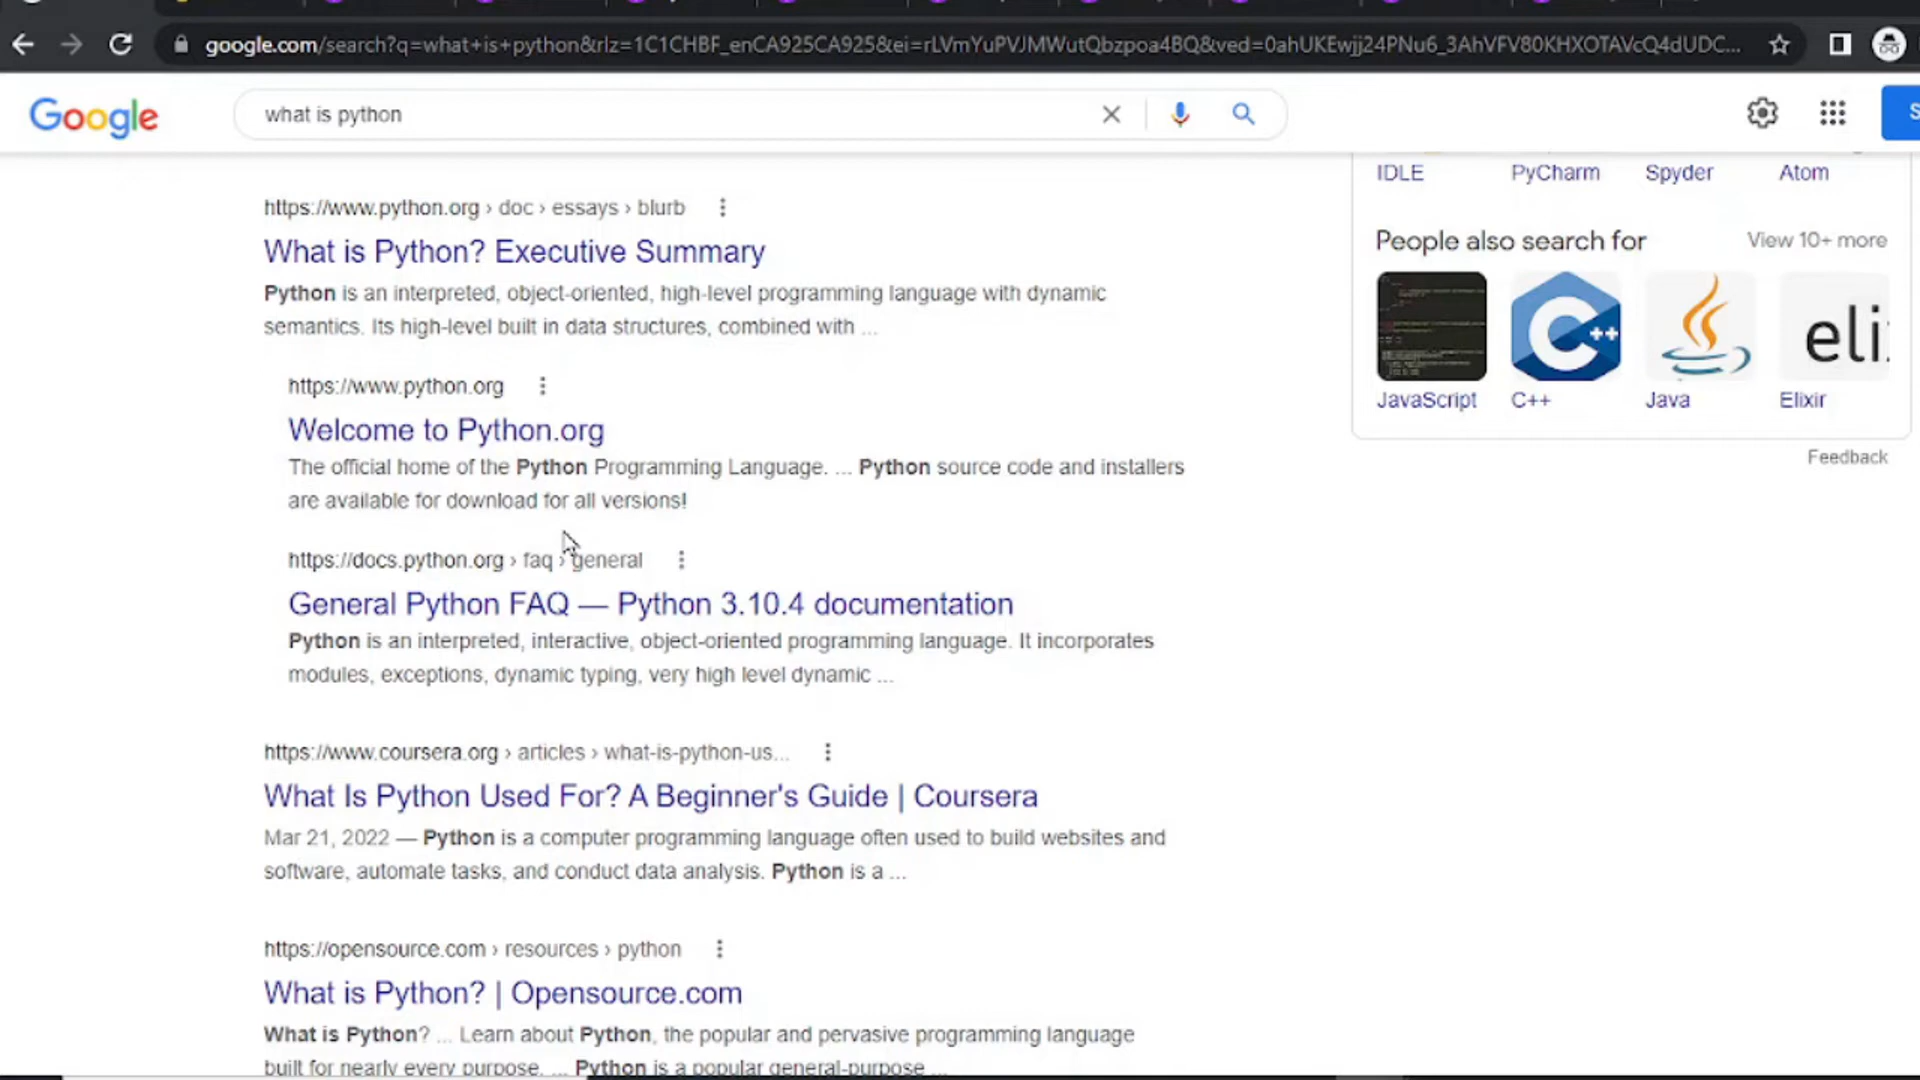 google.com/search?q=what+is+python&rlz=1C1CHBF_enCA925CA925&ei=rLVmYuPVJMWutQbzpoa4BQ&ved=0ahUKEwjj24PNu6_3AhVFV80KHXOTAVcQ4dUDC...
Google
what is python
IDLE
PyCharm
Spyder
Atom
People also search for
View 10+ more
JavaScript
C++
Java
eli
Elixir
Feedback
https://www.python.org › doc › essays › blurb
What is Python? Executive Summary
Python is an interpreted, object-oriented, high-level programming language with dynamic
semantics. Its high-level built in data structures, combined with ...
https://www.python.org
Welcome to Python.org
The official home of the Python Programming Language. ... Python source code and installers
are available for download for all versions!
https://docs.python.org › faq › general
General Python FAQ — Python 3.10.4 documentation
Python is an interpreted, interactive, object-oriented programming language. It incorporates
modules, exceptions, dynamic typing, very high level dynamic ...
https://www.coursera.org › articles › what-is-python-us...
What Is Python Used For? A Beginner's Guide | Coursera
Mar 21, 2022 — Python is a computer programming language often used to build websites and
software, automate tasks, and conduct data analysis. Python is a ...
https://opensource.com › resources › python
What is Python? | Opensource.com
What is Python? ... Learn about Python, the popular and pervasive programming language
built for nearly every purpose. ... Python is a popular general-purpose ...